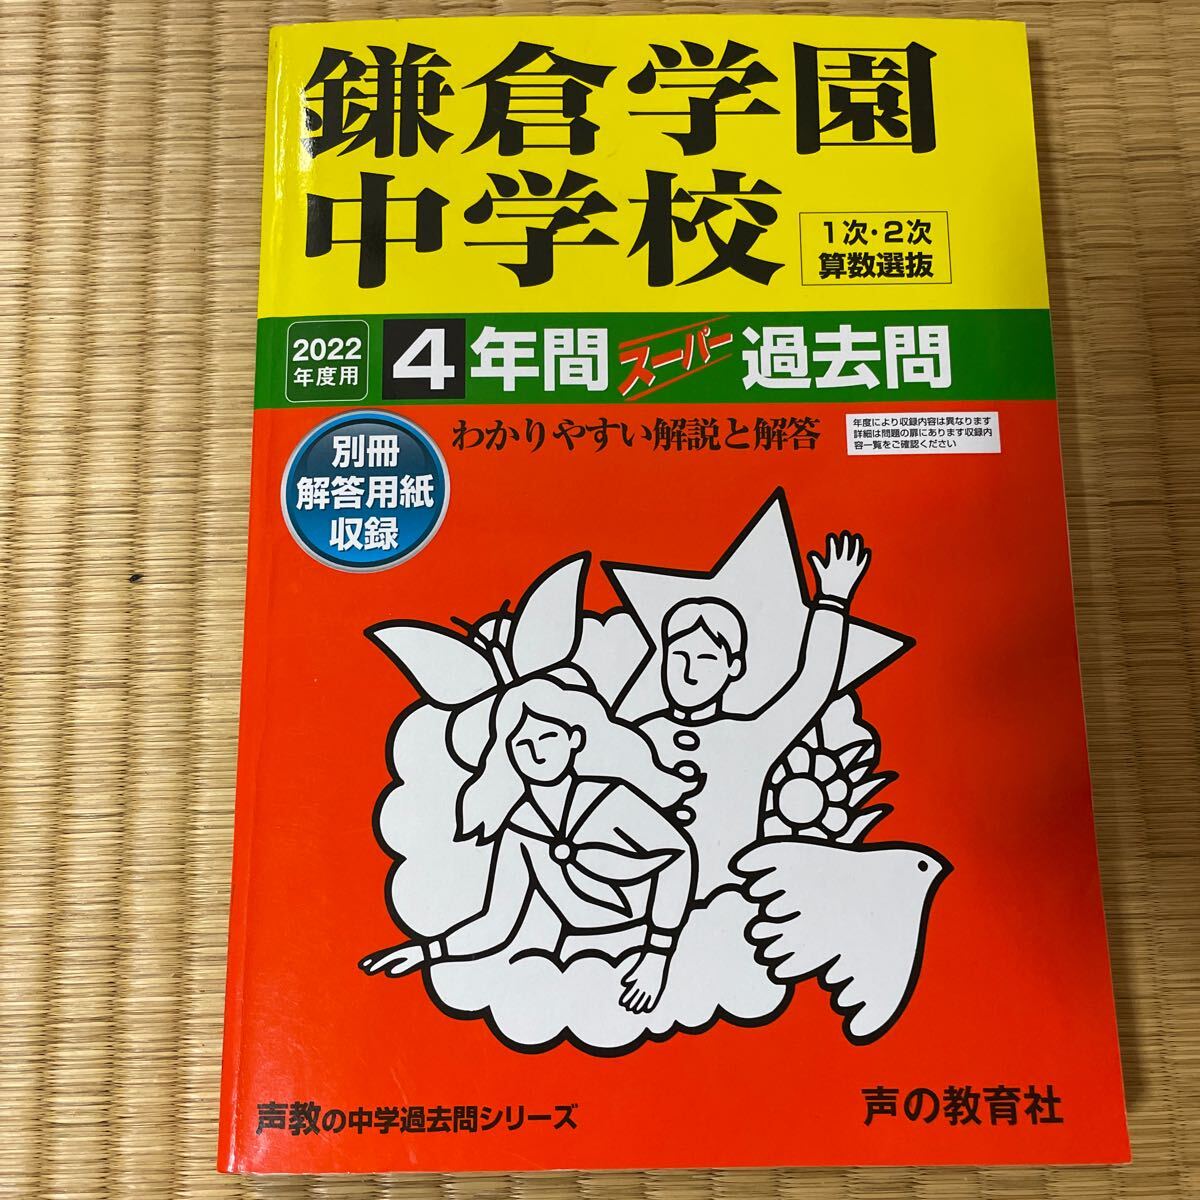 鎌倉学園
中学校
1次・2次
算数選抜
2022
年度用
4年間スーパー過去問
わかりやすい解説と解答
年度により収録内容は異なります
詳細は問題の扉にあります収録内
容一覧をご確認ください
別冊
解答用紙
収録
声教の中学過去問シリーズ
声の教育社